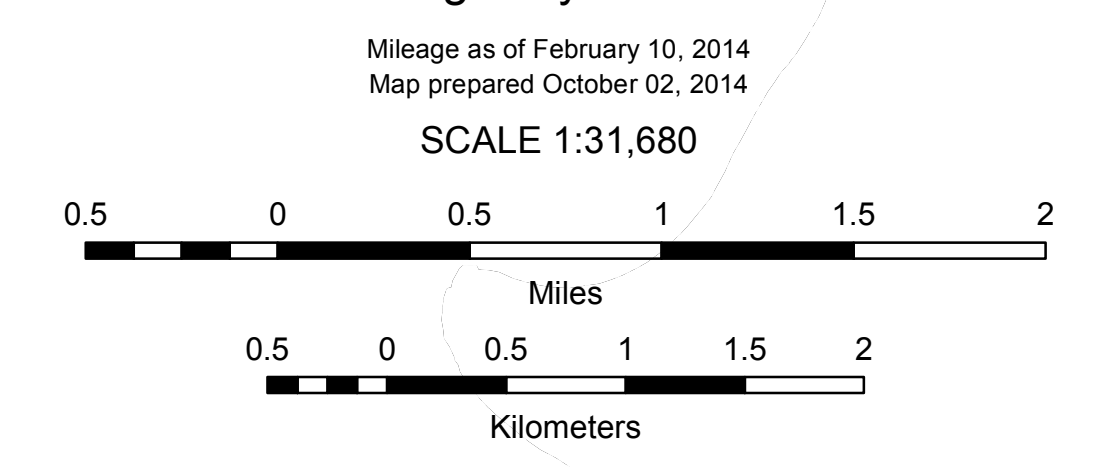 Mileage as of February 10, 2014
Map prepared October 02, 2014
SCALE 1:31,680
0.5 0 0.5 1 1.5 2
Miles
0.5 0 0.5 1 1.5 2
Kilometers